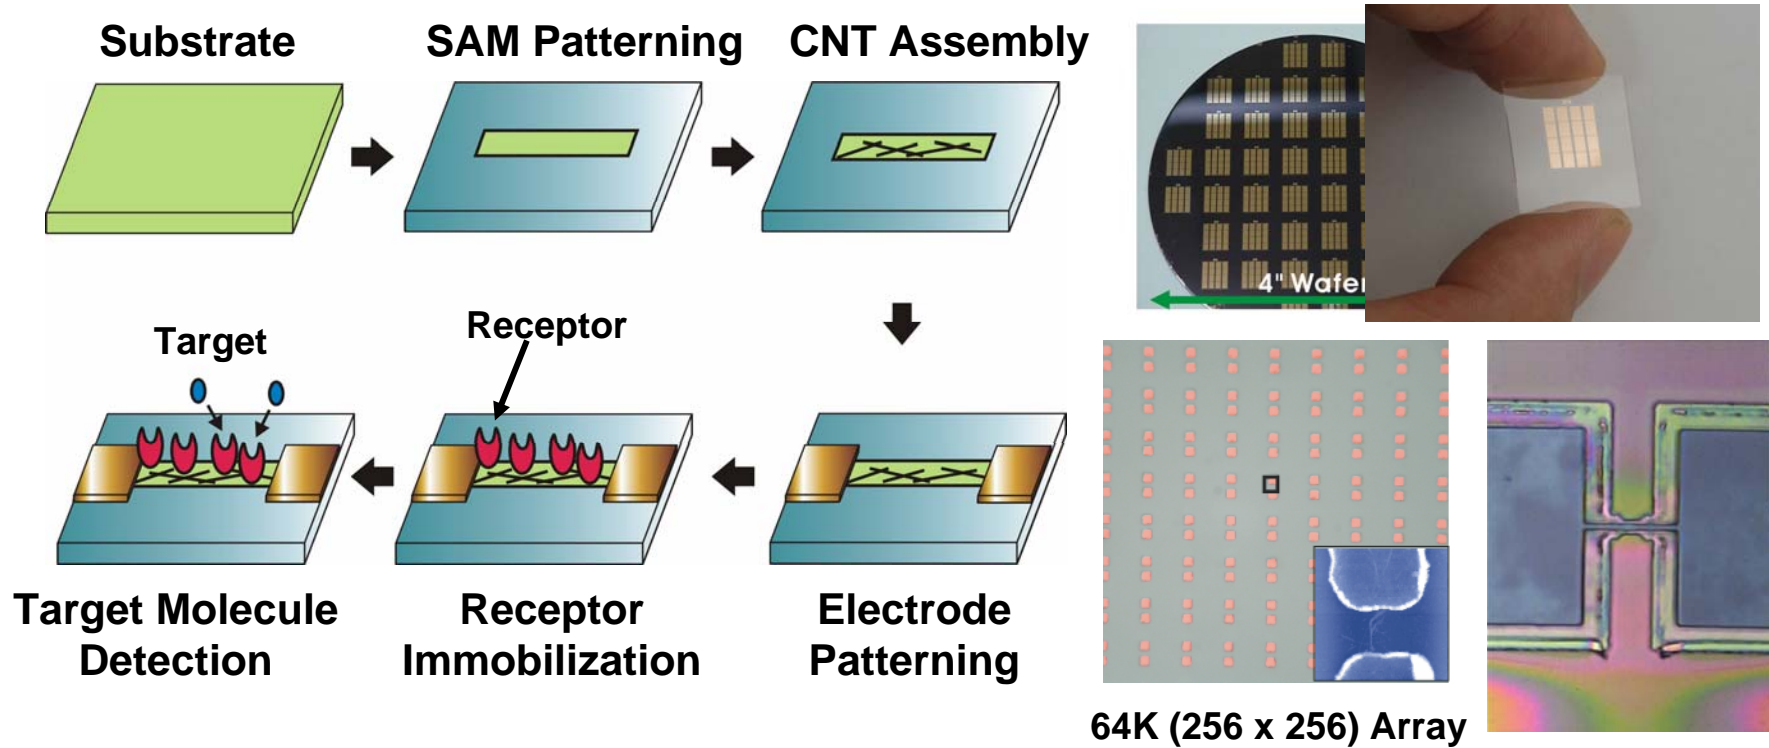 Substrate
SAM Patterning
CNT Assembly
4" Wafer
Target
Receptor
Target Molecule
Detection
Receptor
Immobilization
Electrode
Patterning
64K (256 x 256) Array